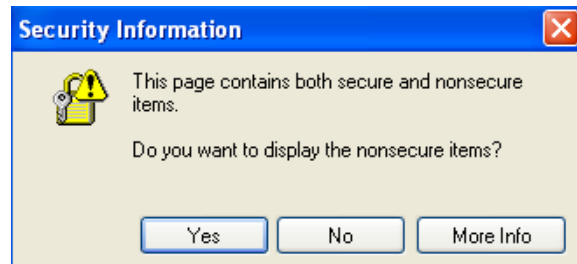 Security Information
This page contains both secure and nonsecure
items.
Do you want to display the nonsecure items?
Yes
No
More Info